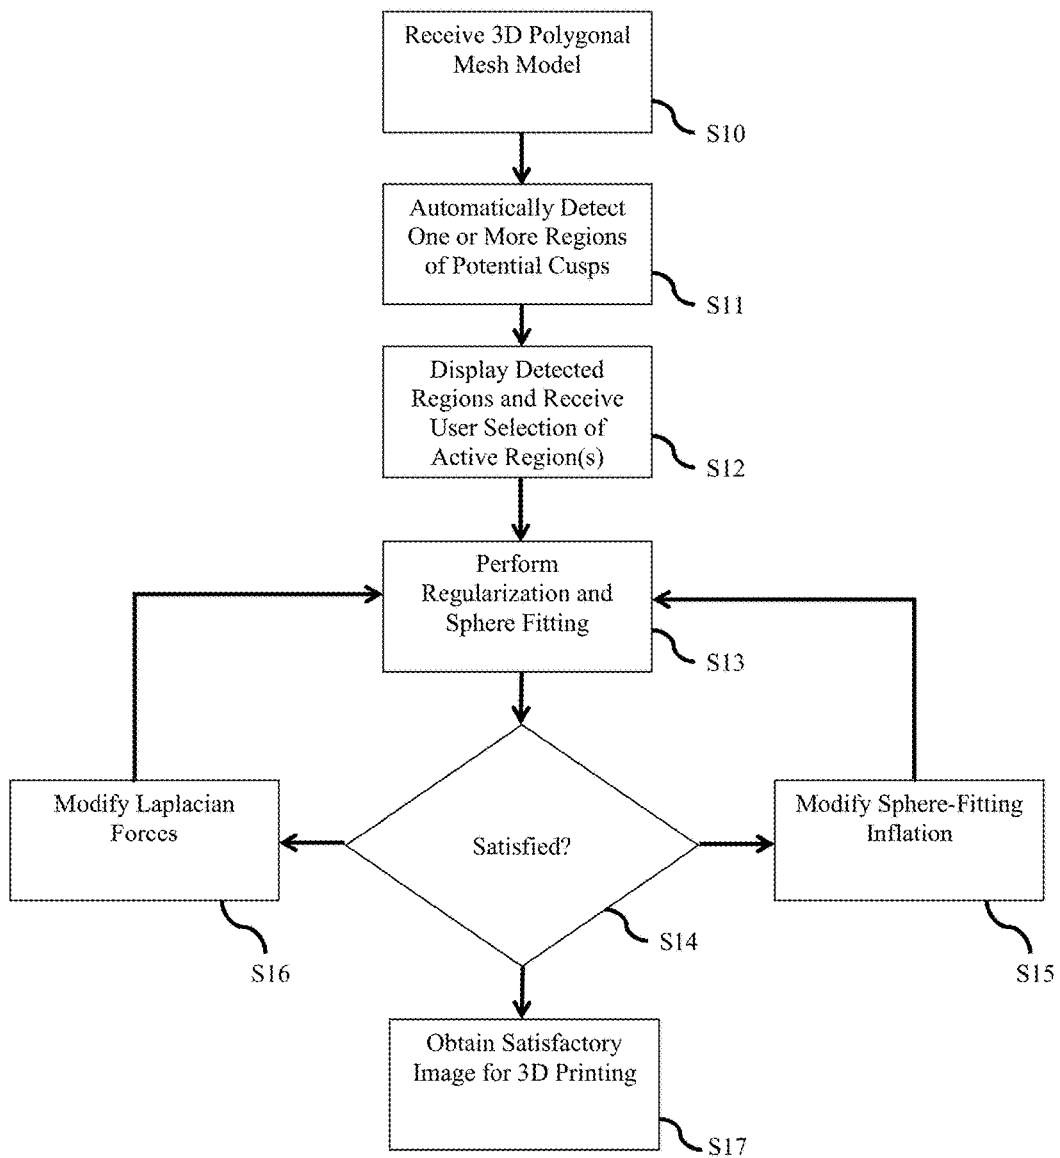 Receive 3D Polygonal
Mesh Model
S10
Automatically Detect
One or More Regions
of Potential Cusps
S11
Display Detected
Regions and Receive
User Selection of
Active Region(s)
S12
Perform
Regularization and
Sphere Fitting
S13
Modify Laplacian
Forces
S16
Satisfied?
S14
Modify Sphere-Fitting
Inflation
S15
Obtain Satisfactory
Image for 3D Printing
S17